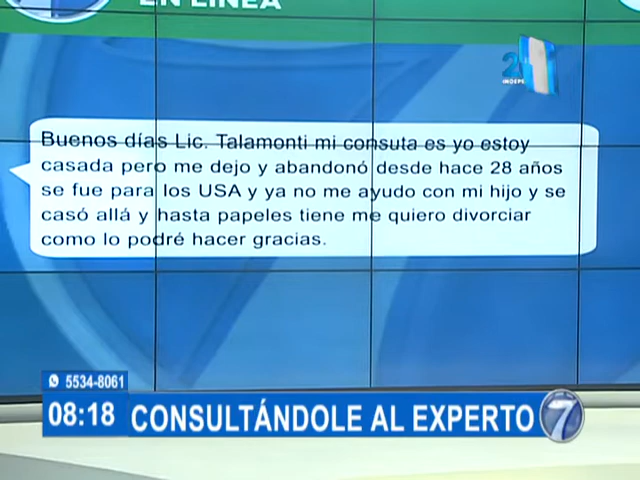 EN LÍNEA
Buenos días Lic. Talamonti mi consuta es yo estoy
casada pero me dejo y abandonó desde hace 28 años
se fue para los USA y ya no me ayudo con mi hijo y se
casó allá y hasta papeles tiene me quiero divorciar
como lo podré hacer gracias.
5534-8061
08:18 CONSULTÁNDOLE AL EXPERTO 7